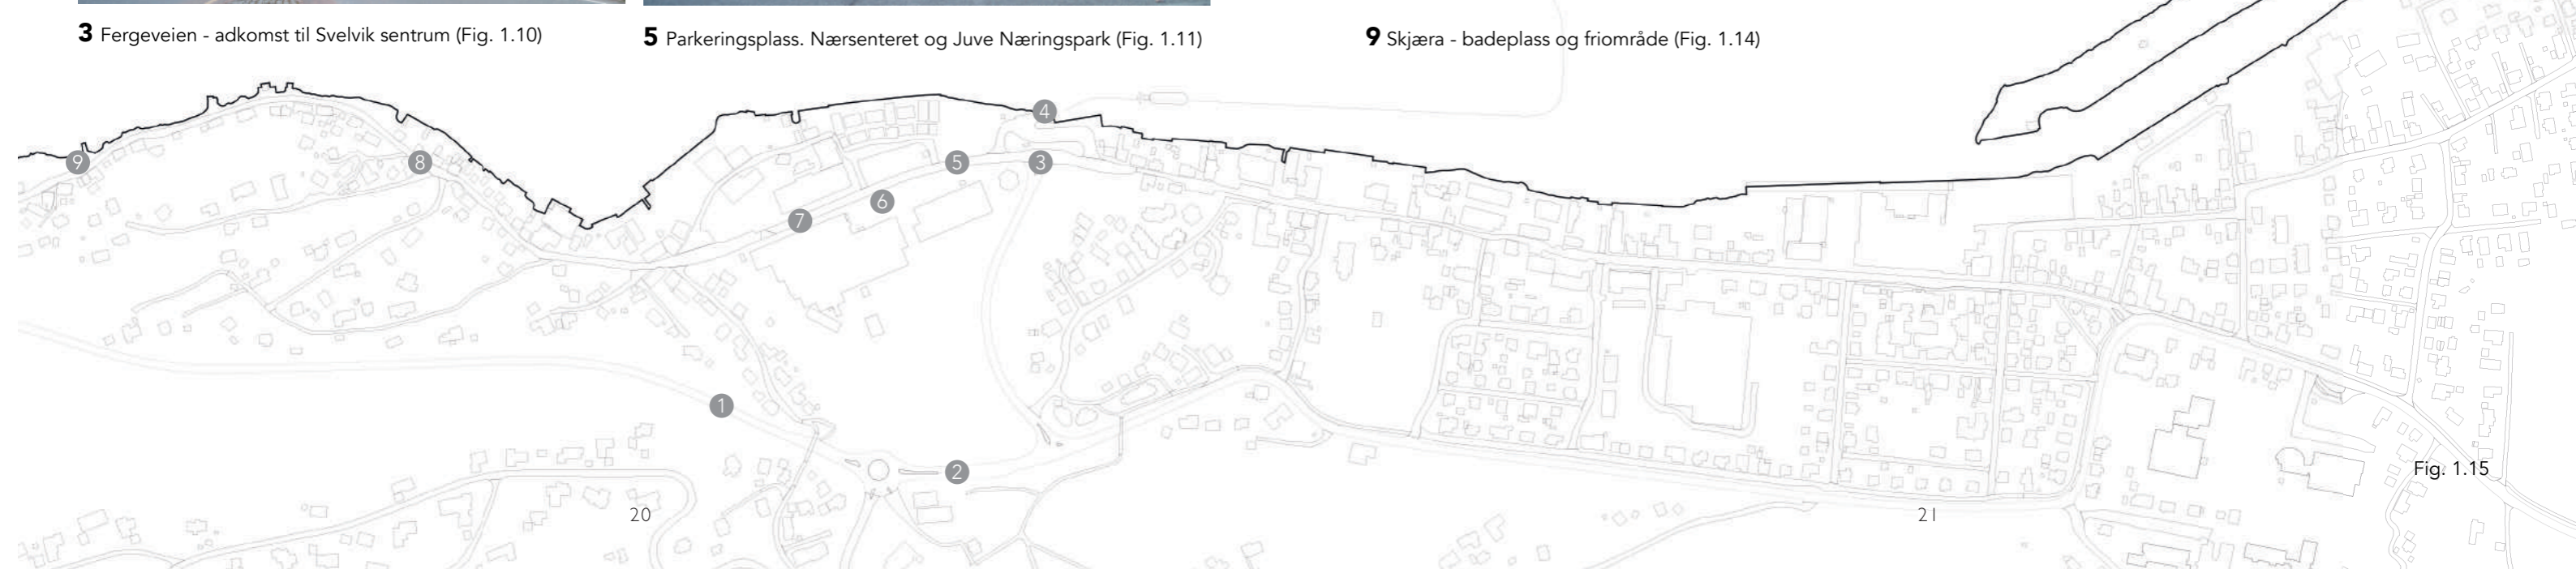 3 Fergeveien - adkomst til Svelvik sentrum (Fig. 1.10)
5 Parkeringsplass. Nærsenteret og Juve Næringspark (Fig. 1.11)
9 Skjæra - badeplass og friområde (Fig. 1.14)
4
9
8
5
3
6
7
1
2
Fig. 1.15
20
21